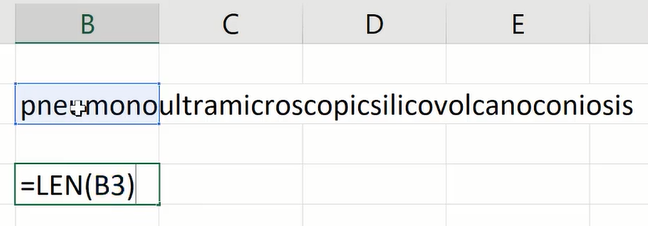 B C D E
pneumonoultramicroscopicsilicovolcanoconiosis
=LEN(B3)